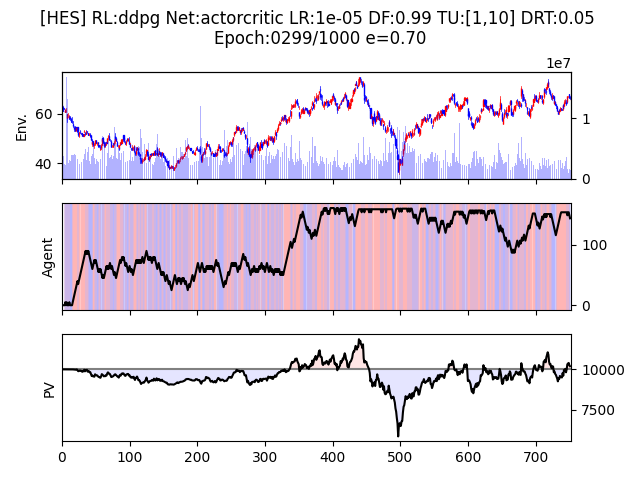 [HES] RL:ddpg Net:actorcritic LR:1e-05 DF:0.99 TU:[1,10] DRT:0.05
Epoch:0299/1000 e=0.70
1e7
Env.
60
40
1
0
Agent
100
0
PV
10000
7500
0 100 200 300 400 500 600 700